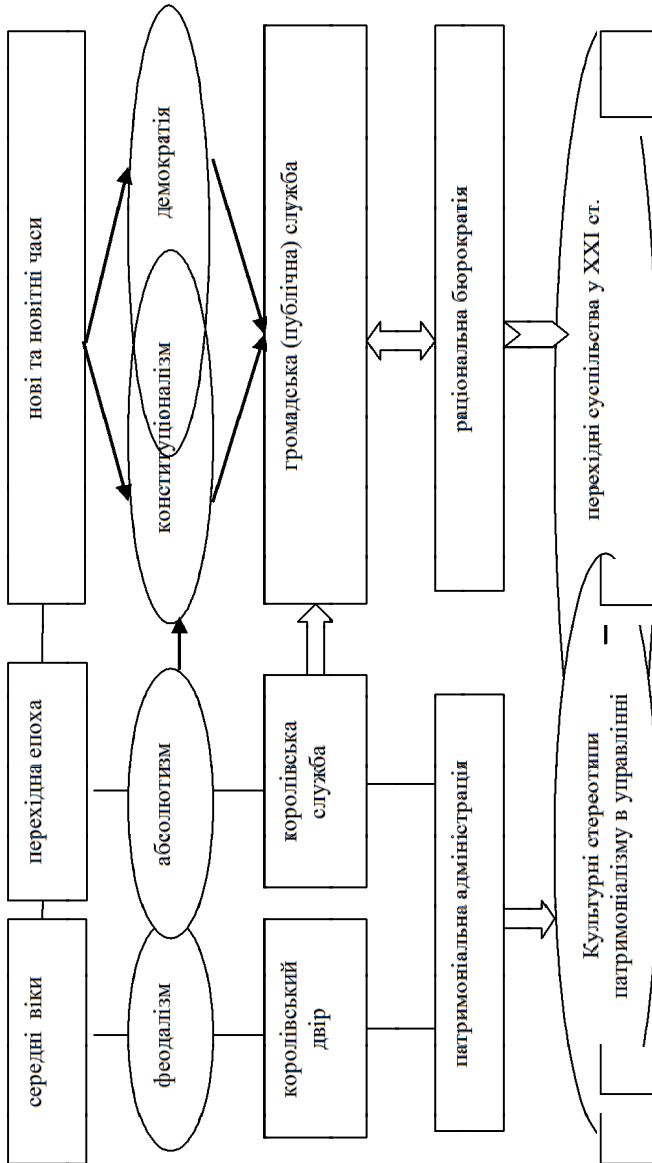 середні віки
перехідна епоха
нові та новітні часи
феодалізм
абсолютизм
конституціоналізм
демократія
королівський
двір
королівська
служба
громадська (публічна) служба
патримоніальна адміністрація
раціональна бюрократія
Культурні стереотипи
патримоніалізму в управлінні
–
перехідні суспільства у XXI ст.